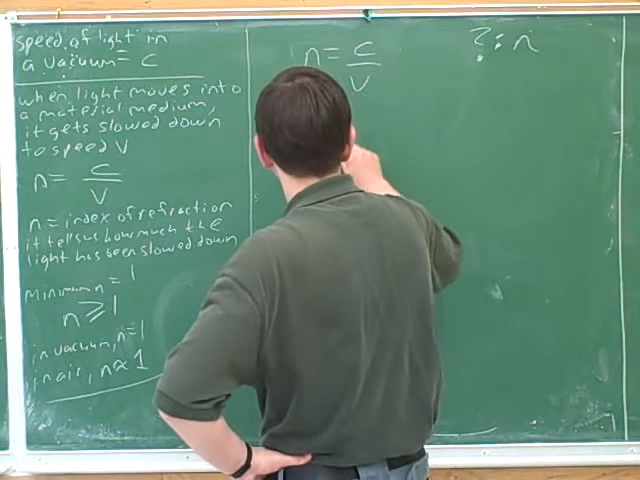 speed of light in
a vacuum = c
when light moves into
a material medium,
it gets slowed down
to speed v
n = c
v
n = index of refraction
it tells us how much the
light has been slowed down
minimum n = 1
n ≥ 1
in vacuum, n = 1
in air, n ≈ 1
n = c
v
? : n